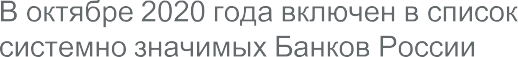 В октябре 2020 года включен в список
системно значимых Банков России